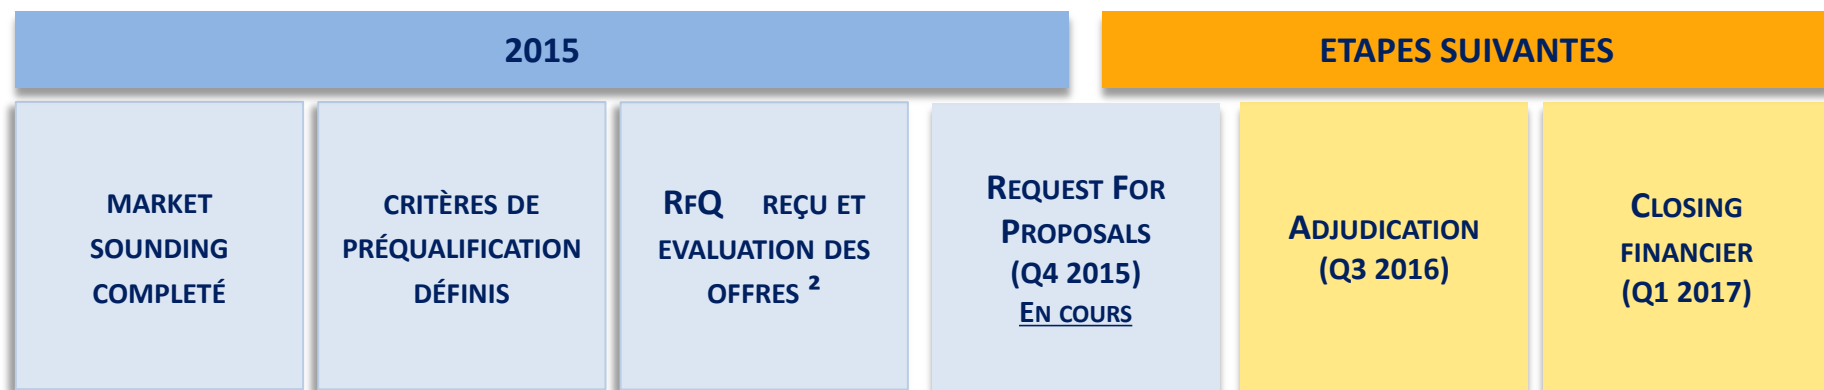 2015
ETAPES SUIVANTES
MARKET
SOUNDING
COMPLETÉ
CRITÈRES DE
PRÉQUALIFICATION
DÉFINIS
RFQ REÇU ET
EVALUATION DES
OFFRES ²
REQUEST FOR
PROPOSALS
(Q4 2015)
EN COURS
ADJUDICATION
(Q3 2016)
CLOSING
FINANCIER
(Q1 2017)